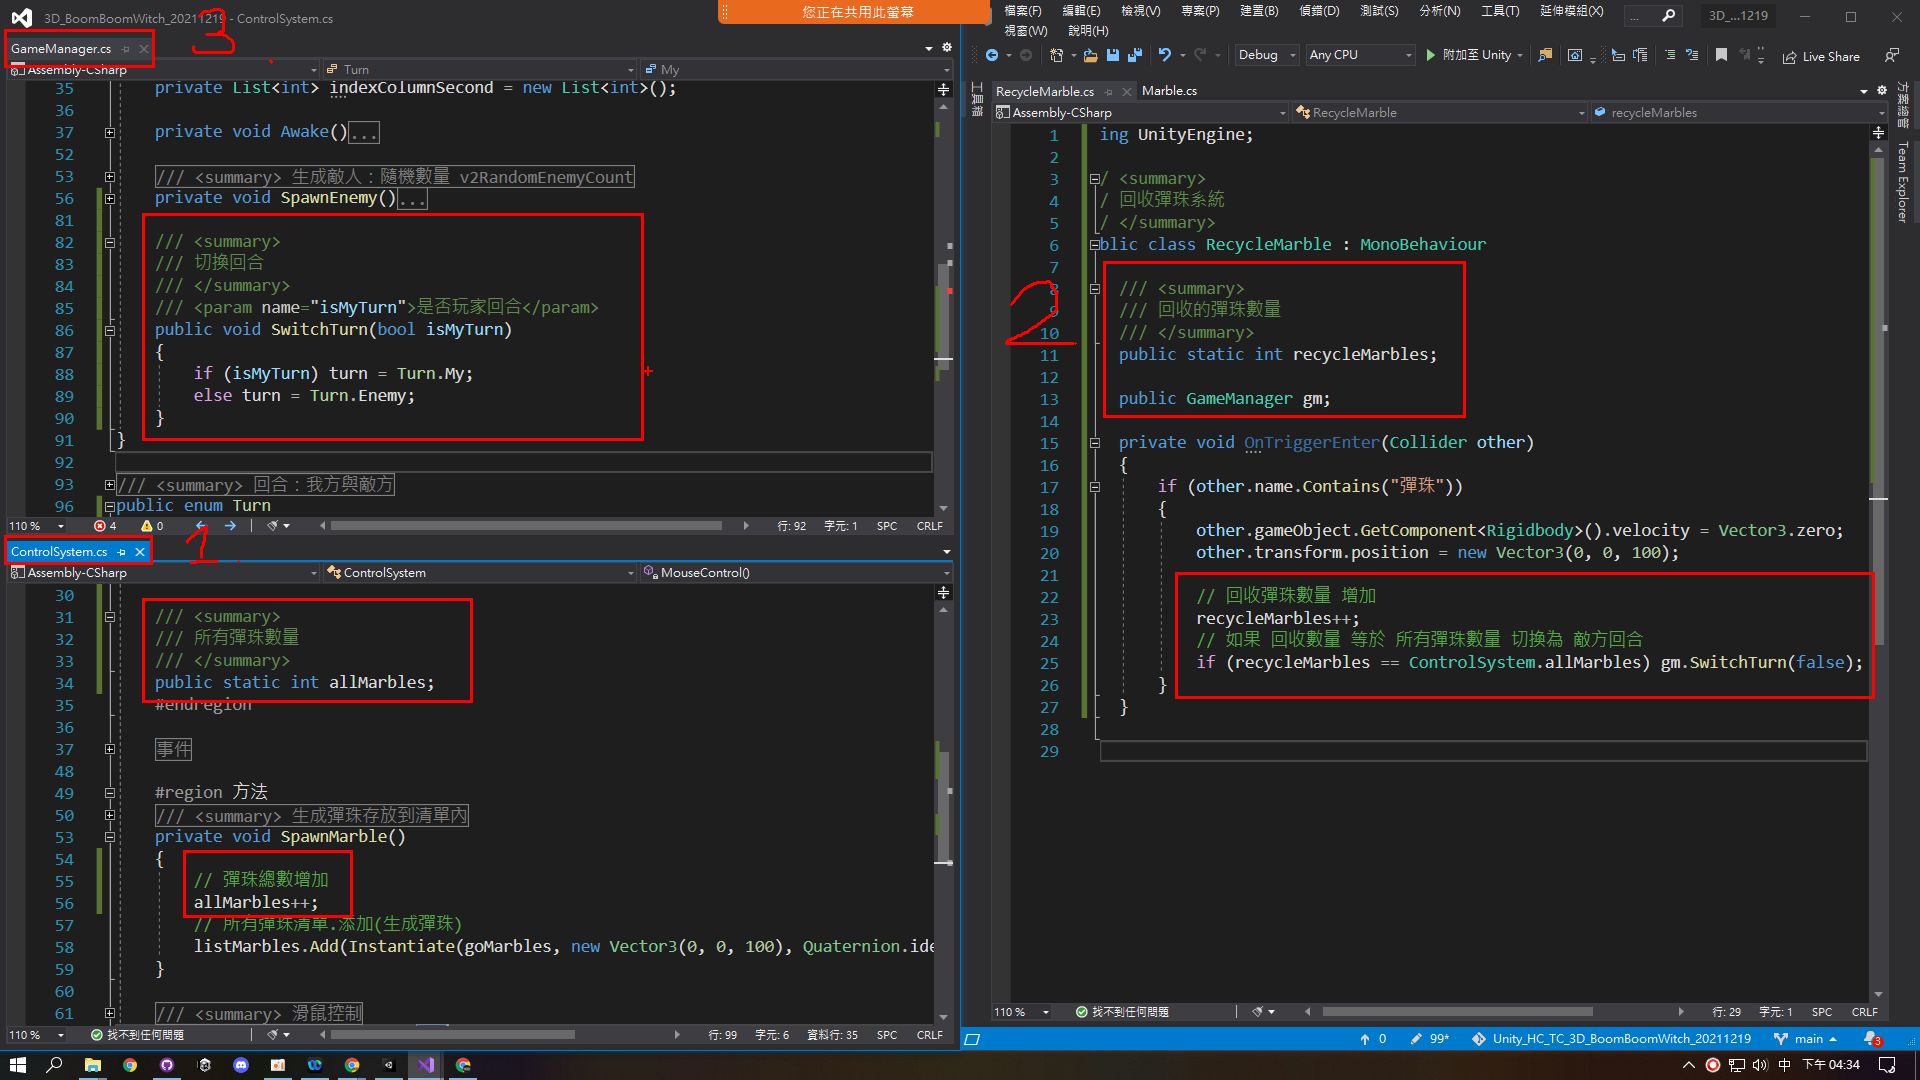 3D_BoomBoomWitch_20211219 - ControlSystem.cs
您正在共用此螢幕
檔案(F) 編輯(E) 檢視(V) 專案(P) 建置(B) 偵錯(D) 測試(S) 分析(N) 工具(T) 延伸模組(X)
視窗(W) 說明(H)
3D_...1219
Debug Any CPU 附加至 Unity Live Share
3
GameManager.cs
Assembly-CSharp Turn My
35 private List<int> indexColumnSecond = new List<int>();
36
37 private void Awake()...
52
53 /// <summary> 生成敵人：隨機數量 v2RandomEnemyCount
56 private void SpawnEnemy()...
81
82 /// <summary>
83 /// 切換回合
84 /// </summary>
85 /// <param name="isMyTurn">是否玩家回合</param>
86 public void SwitchTurn(bool isMyTurn)
87 {
88 if (isMyTurn) turn = Turn.My;
89 else turn = Turn.Enemy;
90 }
91 }
92
93 /// <summary> 回合：我方與敵方
96 public enum Turn
110 % 4 0 行: 92 字元: 1 SPC CRLF
1
ControlSystem.cs
Assembly-CSharp ControlSystem MouseControl()
30
31 /// <summary>
32 /// 所有彈珠數量
33 /// </summary>
34 public static int allMarbles;
35 #endregion
36
37 事件
48
49 #region 方法
50 /// <summary> 生成彈珠存放到清單內
53 private void SpawnMarble()
54 {
55 // 彈珠總數增加
56 allMarbles++;
57 // 所有彈珠清單.添加(生成彈珠)
58 listMarbles.Add(Instantiate(goMarbles, new Vector3(0, 0, 100), Quaternion.ide
59 }
60
61 /// <summary> 滑鼠控制
110 % 找不到任何問題 行: 99 字元: 6 資料行: 35 SPC CRLF
工具箱
RecycleMarble.cs Marble.cs
Assembly-CSharp RecycleMarble recycleMarbles
2
1 ing UnityEngine;
2
3 / <summary>
4 / 回收彈珠系統
5 / </summary>
6 blic class RecycleMarble : MonoBehaviour
7
8 /// <summary>
9 /// 回收的彈珠數量
10 /// </summary>
11 public static int recycleMarbles;
12
13 public GameManager gm;
14
15 private void OnTriggerEnter(Collider other)
16 {
17 if (other.name.Contains("彈珠"))
18 {
19 other.gameObject.GetComponent<Rigidbody>().velocity = Vector3.zero;
20 other.transform.position = new Vector3(0, 0, 100);
21
22 // 回收彈珠數量 增加
23 recycleMarbles++;
24 // 如果 回收數量 等於 所有彈珠數量 切換為 敵方回合
25 if (recycleMarbles == ControlSystem.allMarbles) gm.SwitchTurn(false);
26 }
27 }
28
29
110 % 找不到任何問題 行: 29 字元: 1 SPC CRLF
方案總管
Team Explorer
0 99* Unity_HC_TC_3D_BoomBoomWitch_20211219 main 3
中 下午 04:34